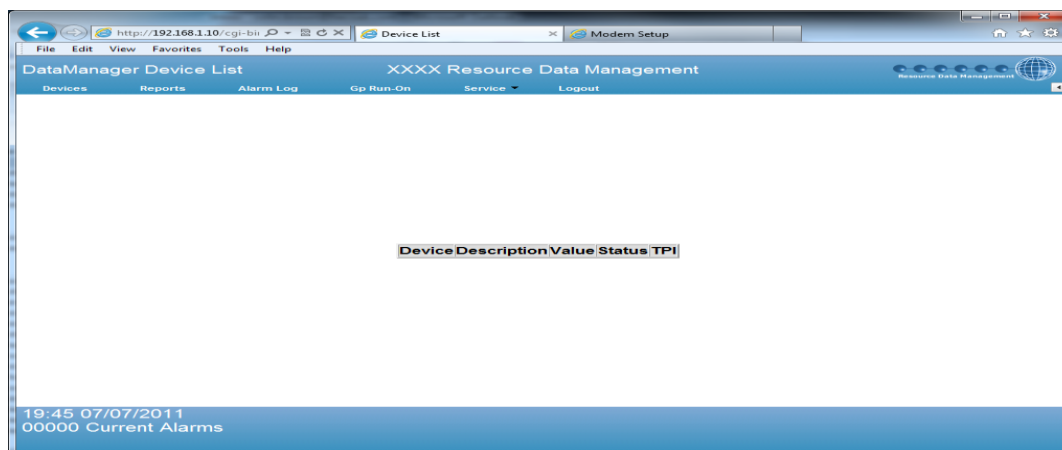 http://192.168.1.10/cgi-bi
Device List
Modem Setup
File Edit View Favorites Tools Help
DataManager Device List
XXXX Resource Data Management
Resource Data Management
Devices Reports Alarm Log Gp Run-On Service Logout
Device Description Value Status TPI
19:45 07/07/2011
00000 Current Alarms